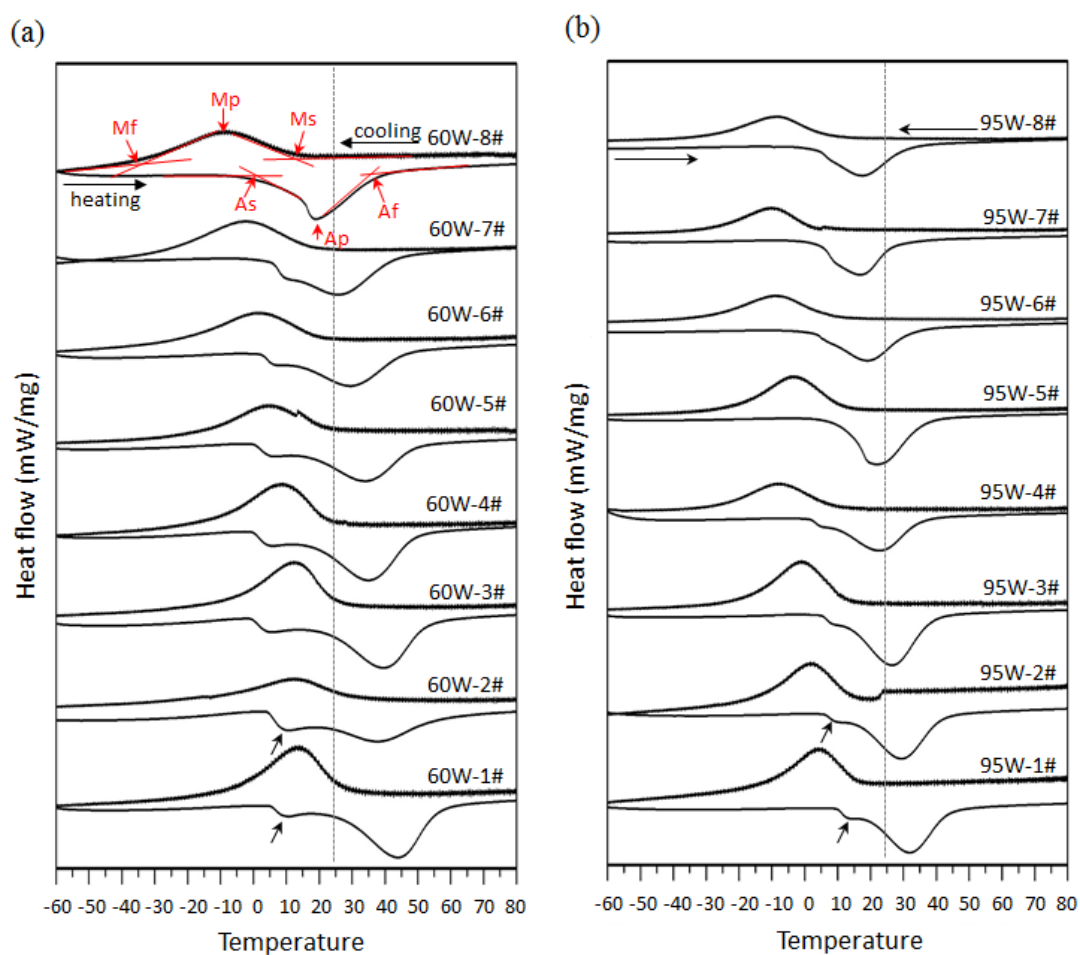 (a)
Heat flow (mW/mg)
Mf
Mp
Ms
cooling
60W-8#
heating
As
Ap
Af
60W-7#
60W-6#
60W-5#
60W-4#
60W-3#
60W-2#
60W-1#
-60 -50 -40 -30 -20 -10 0 10 20 30 40 50 60 70 80
Temperature
(b)
Heat flow (mW/mg)
95W-8#
95W-7#
95W-6#
95W-5#
95W-4#
95W-3#
95W-2#
95W-1#
-60 -50 -40 -30 -20 -10 0 10 20 30 40 50 60 70 80
Temperature